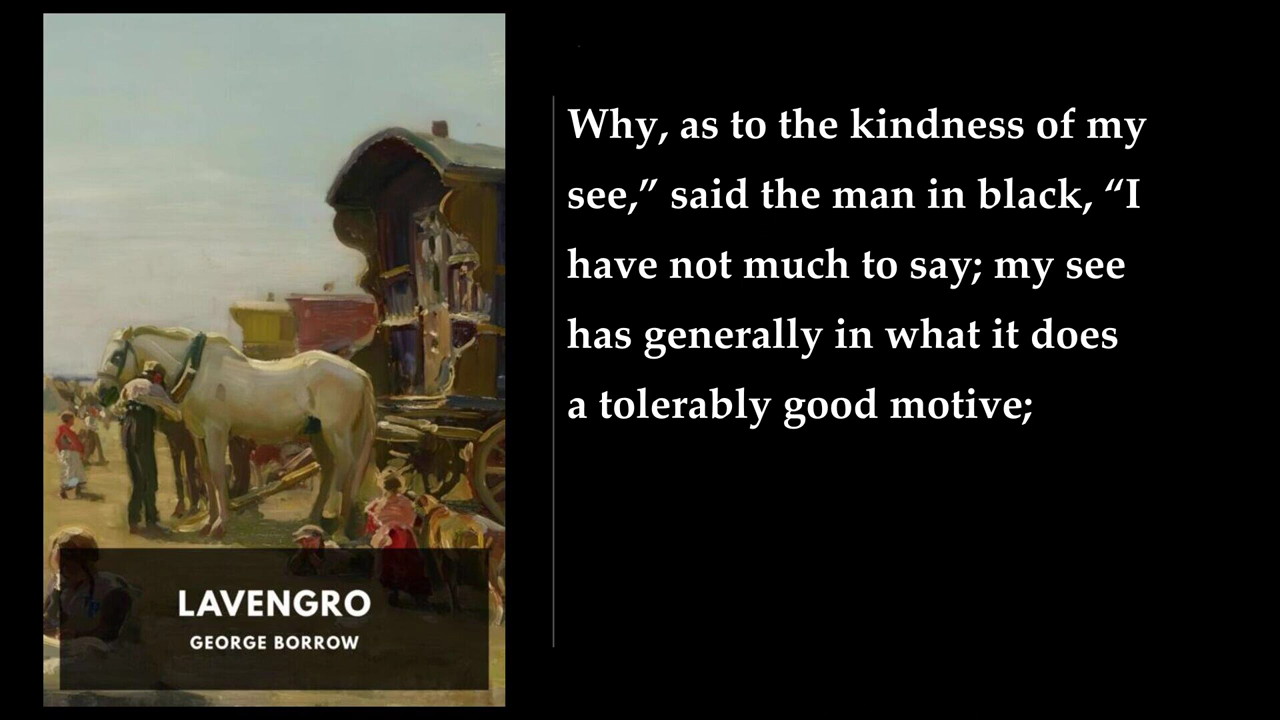 LAVENGRO
GEORGE BORROW
Why, as to the kindness of my
see,” said the man in black, “I
have not much to say; my see
has generally in what it does
a tolerably good motive;